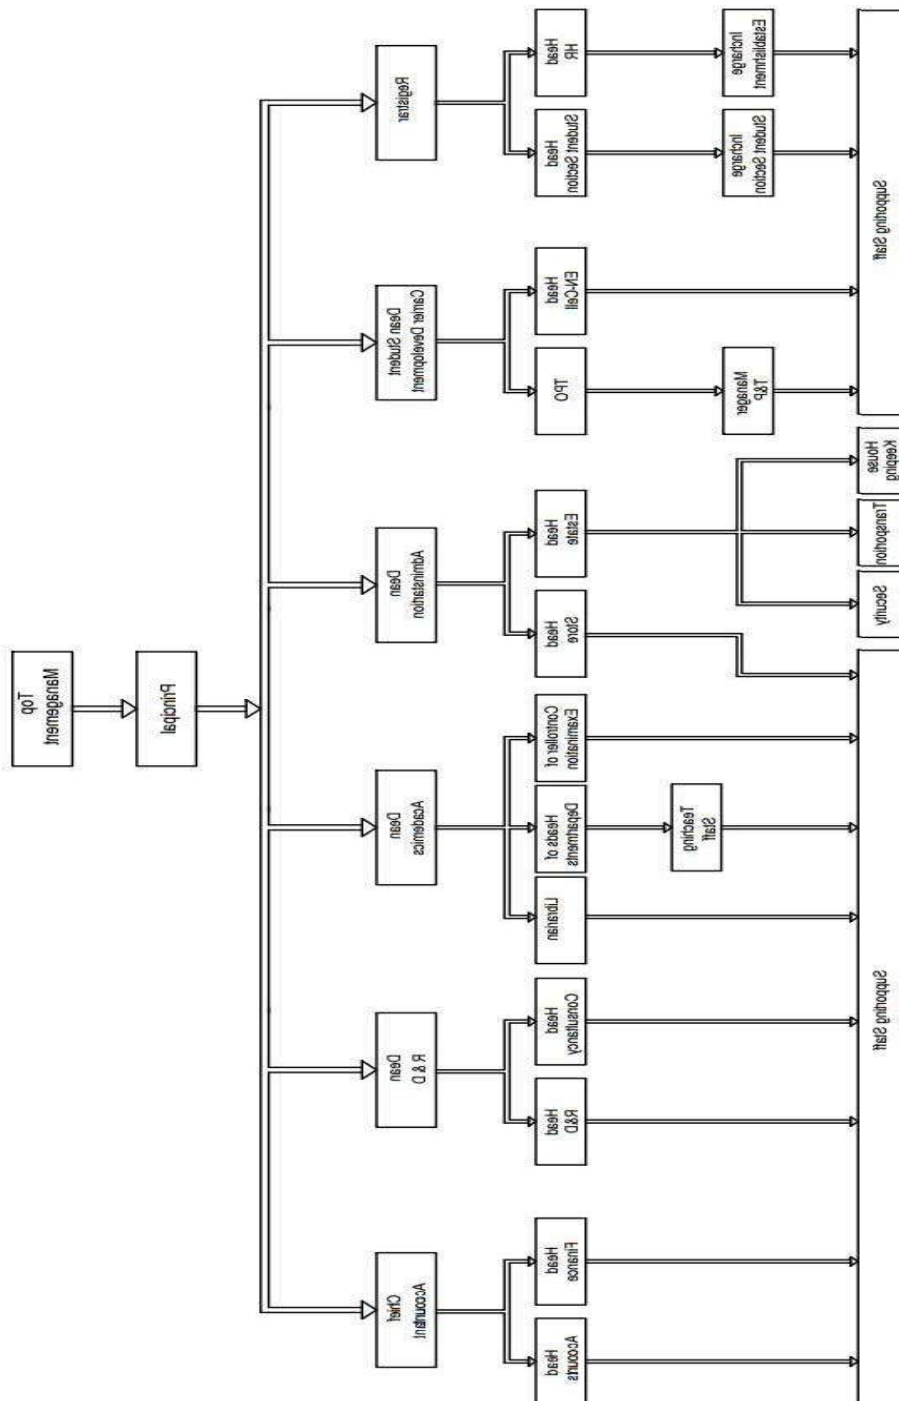 Top
Management
Principal
Registrar
Dean Student
Carrier Development
Dean
Administartion
Dean
Academics
Dean
R & D
Chief
Accountant
Head
HR
Head
Student Section
Head
EN-Cell
TPO
Head
Estate
Head
Store
Controller of
Examination
Heads of
Departments
Librarian
Head
Consultancy
Head
R&D
Head
Finance
Head
Accounts
Incharge
Establishment
Incharge
Student Section
Manager
T&P
Teaching
Staff
Supporting Staff
House
Keeping
Security
Supporting Staff